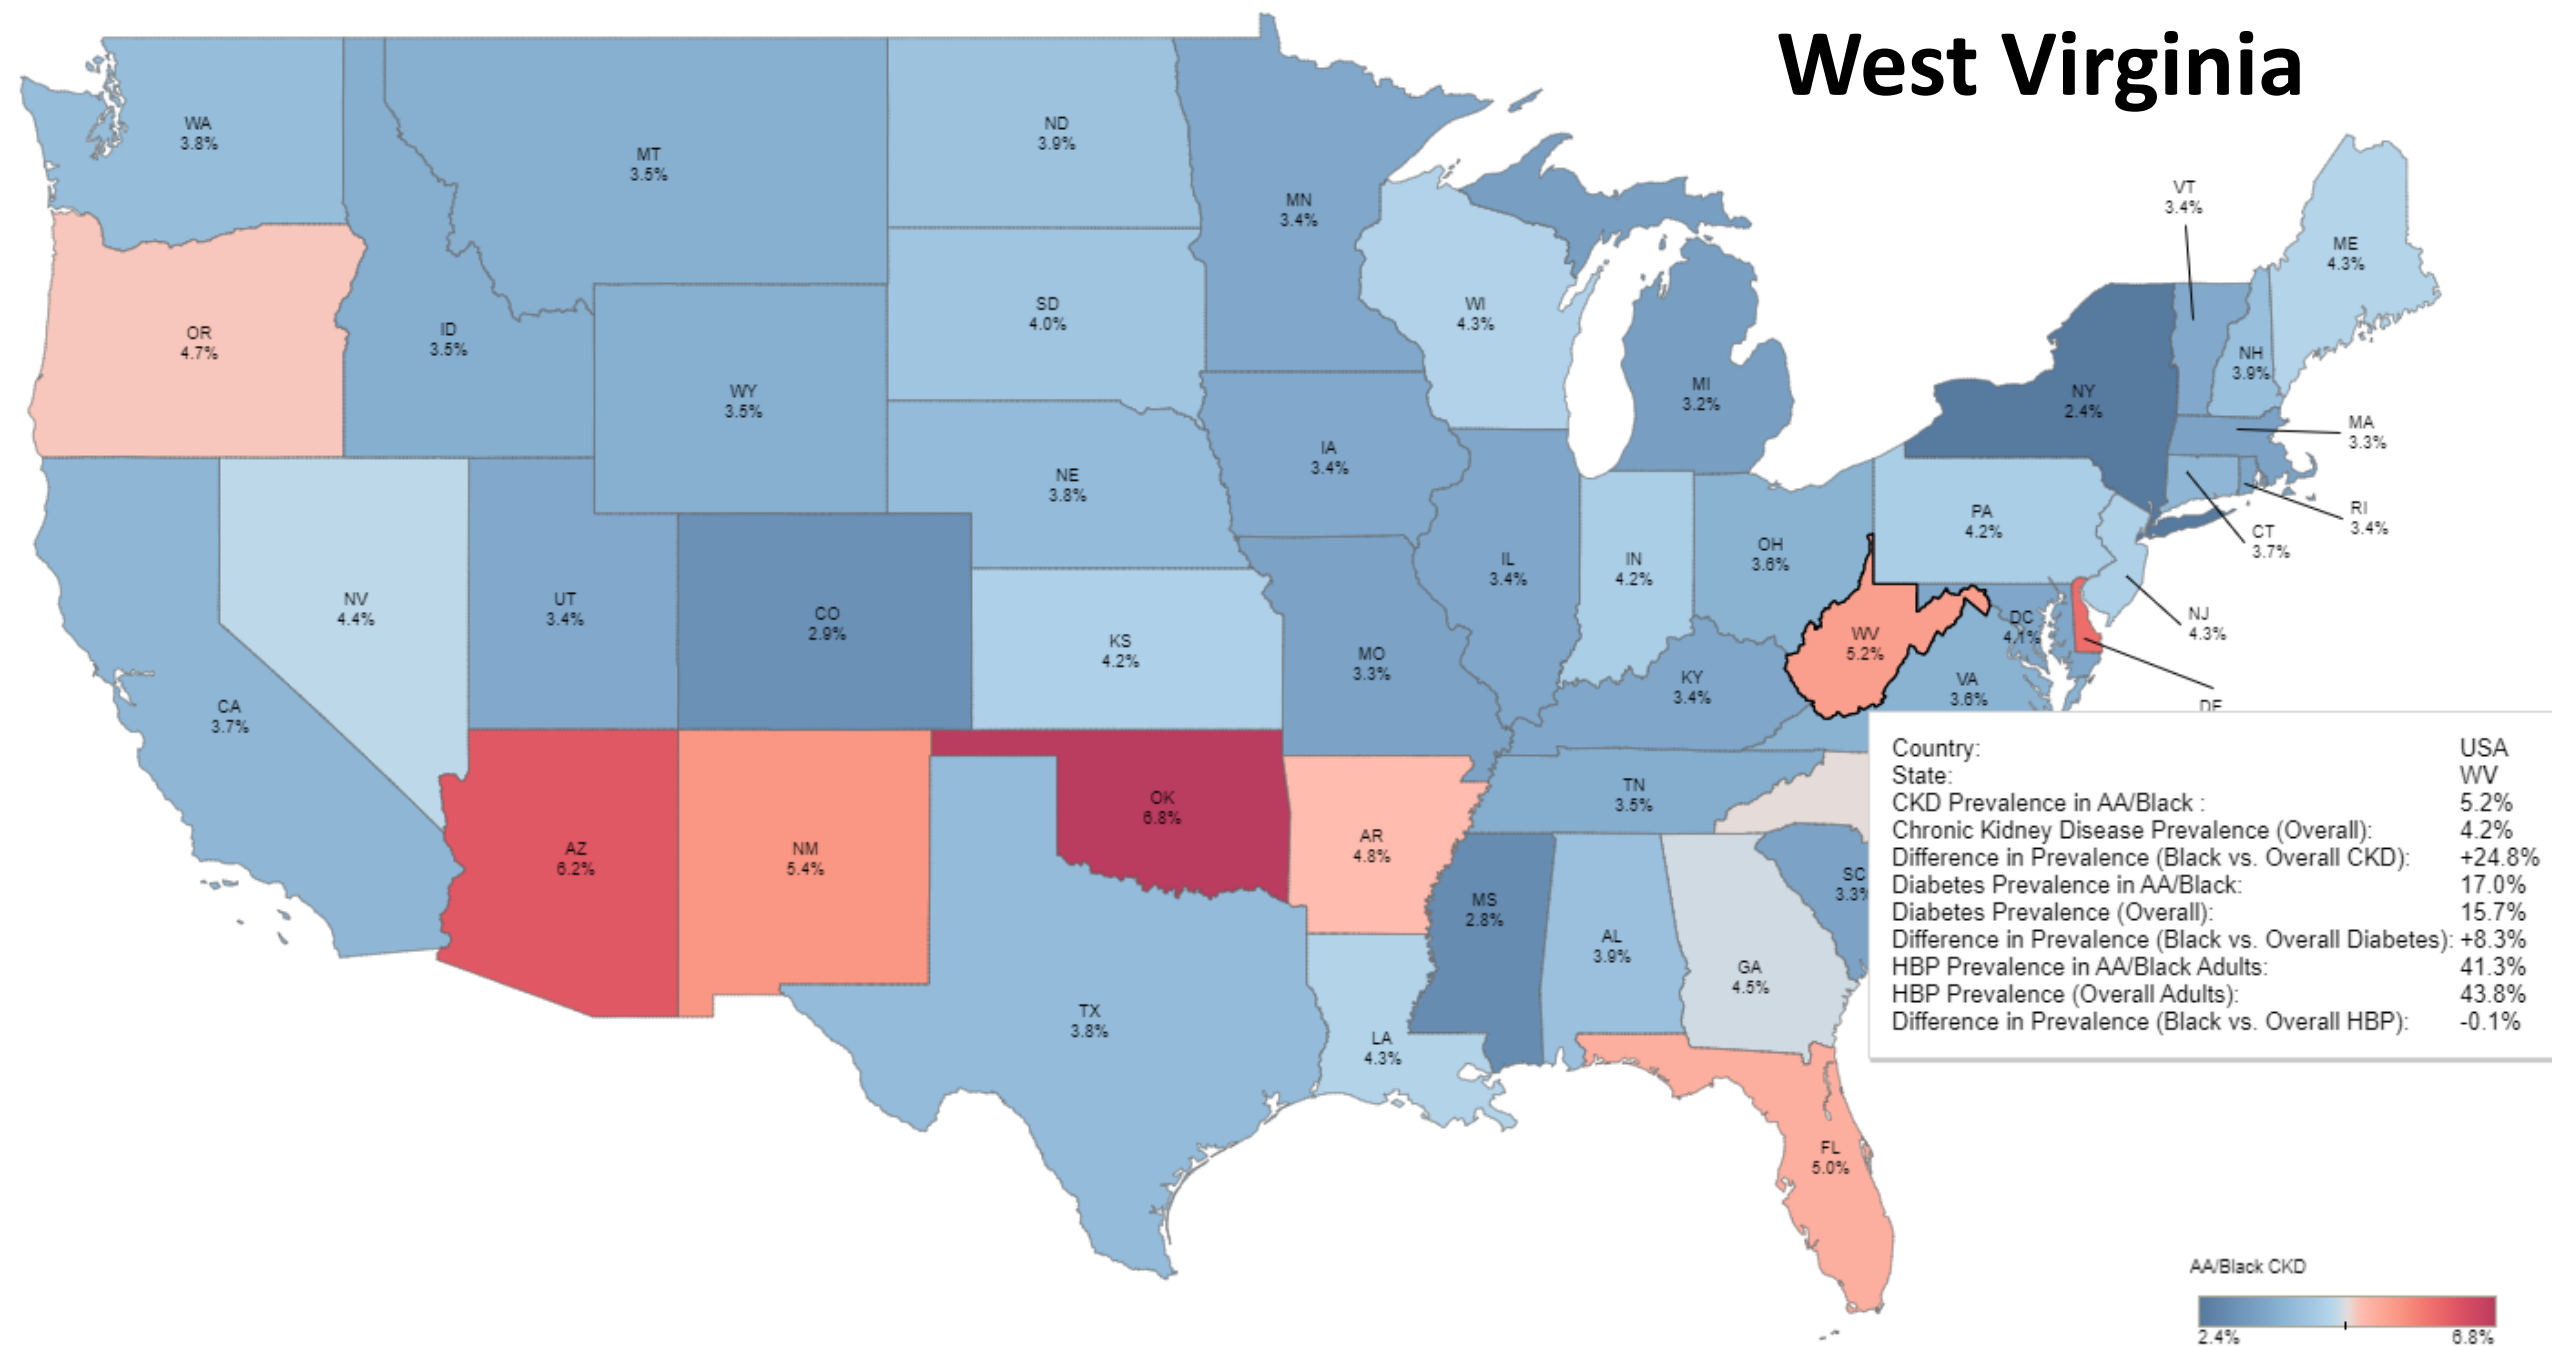 West Virginia
WA
3.8%
MT
3.5%
ND
3.9%
MN
3.4%
VT
3.4%
ME
4.3%
OR
4.7%
ID
3.5%
SD
4.0%
WI
4.3%
WY
3.5%
MI
3.2%
NH
3.9%
NY
2.4%
MA
3.3%
IA
3.4%
NE
3.8%
PA
4.2%
RI
3.4%
CT
3.7%
OH
3.6%
IL
3.4%
IN
4.2%
NV
4.4%
UT
3.4%
CO
2.9%
KS
4.2%
MO
3.3%
WV
5.2%
DC
4.1%
NJ
4.3%
KY
3.4%
VA
3.6%
CA
3.7%
DE
TN
3.5%
OK
6.8%
AZ
6.2%
NM
5.4%
AR
4.8%
SC
3.3%
MS
2.8%
AL
3.9%
GA
4.5%
TX
3.8%
LA
4.3%
FL
5.0%
Country: USA
State: WV
CKD Prevalence in AA/Black : 5.2%
Chronic Kidney Disease Prevalence (Overall): 4.2%
Difference in Prevalence (Black vs. Overall CKD): +24.8%
Diabetes Prevalence in AA/Black: 17.0%
Diabetes Prevalence (Overall): 15.7%
Difference in Prevalence (Black vs. Overall Diabetes): +8.3%
HBP Prevalence in AA/Black Adults: 41.3%
HBP Prevalence (Overall Adults): 43.8%
Difference in Prevalence (Black vs. Overall HBP): -0.1%
AA/Black CKD
2.4% 6.8%